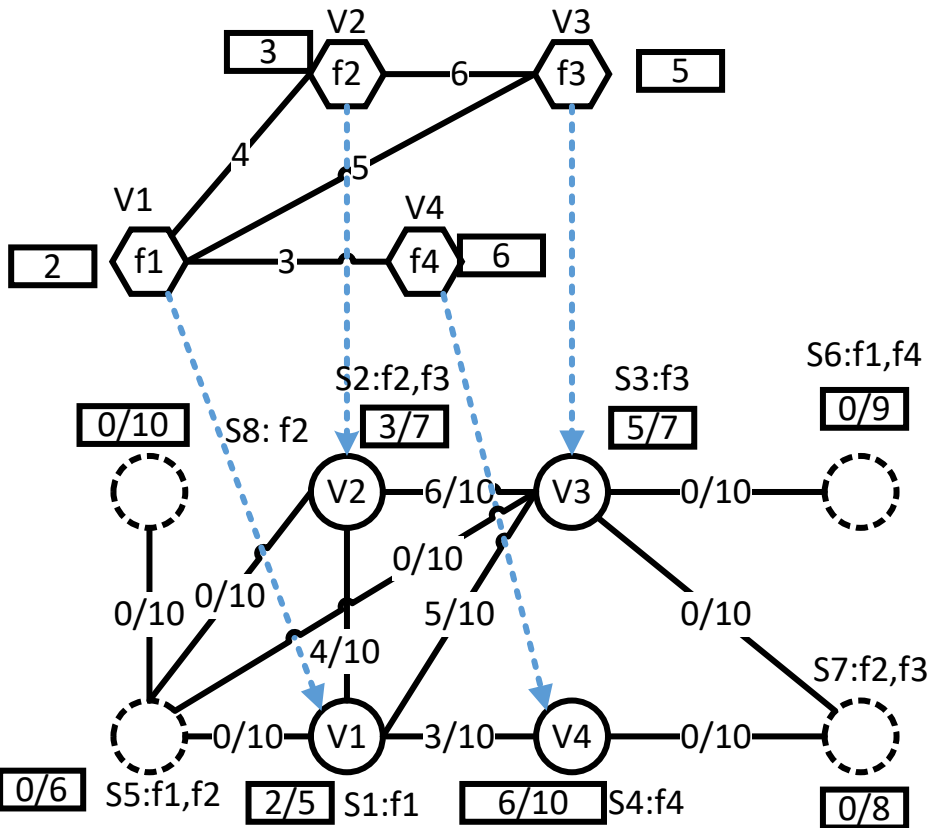 V2
V3
3
f2
6
f3
5
4
5
V1
V4
2
f1
3
f4
6
S6:f1,f4
S2:f2,f3
S3:f3
0/10
S8: f2
3/7
5/7
0/9
V2
6/10
V3
0/10
0/10
0/10
0/10
5/10
0/10
4/10
S7:f2,f3
0/10
V1
3/10
V4
0/10
0/6
S5:f1,f2
2/5
S1:f1
6/10
S4:f4
0/8